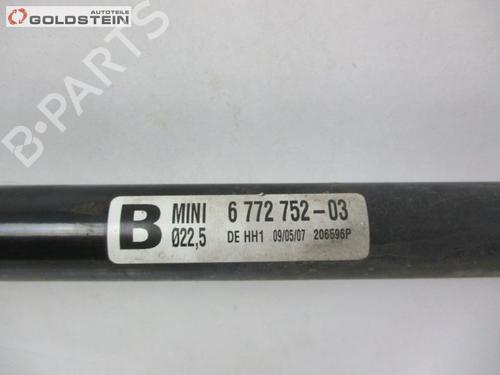 AUTOTEILE
GOLDSTEIN
B-PARTS
B MINI 6 772 752-03
Ø22,5 DE HH1 09/05/07 206596P